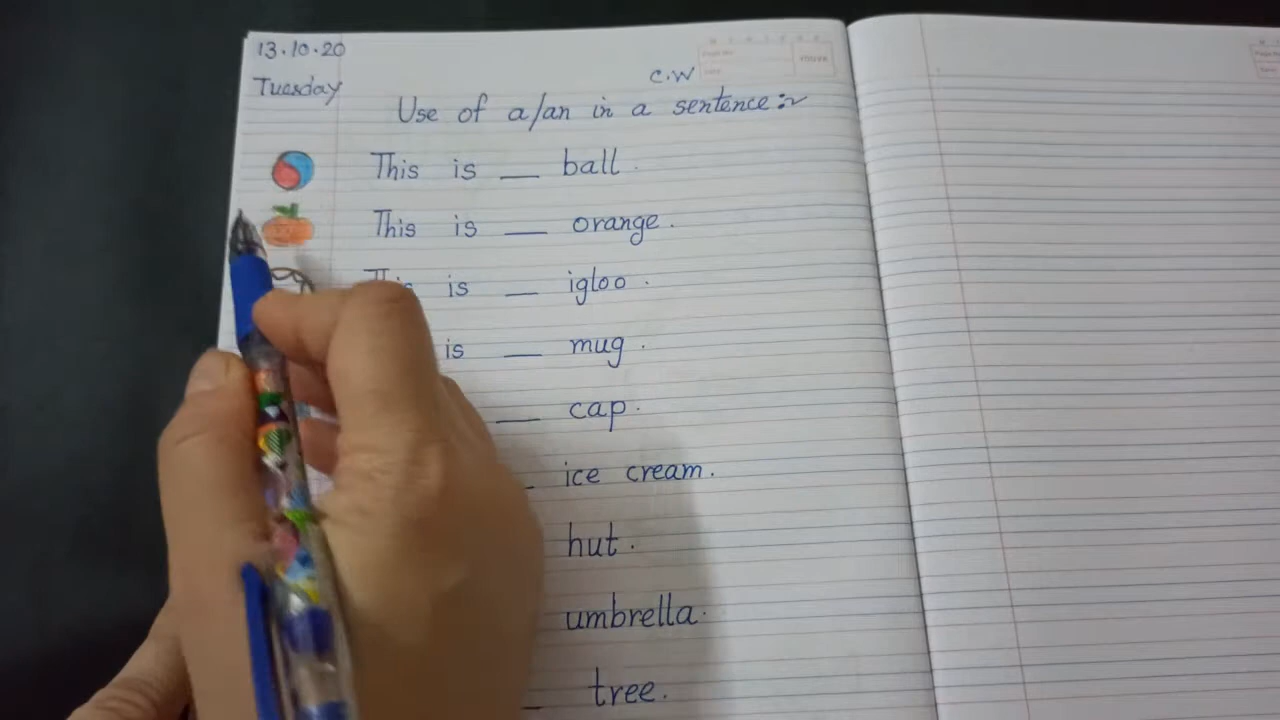 13.10.20
Tuesday
C.W
Use of a/an in a sentence:~
This is __ ball.
This is __ orange.
This is __ igloo.
is __ mug.
__ cap.
_ ice cream.
hut.
umbrella.
_ tree.